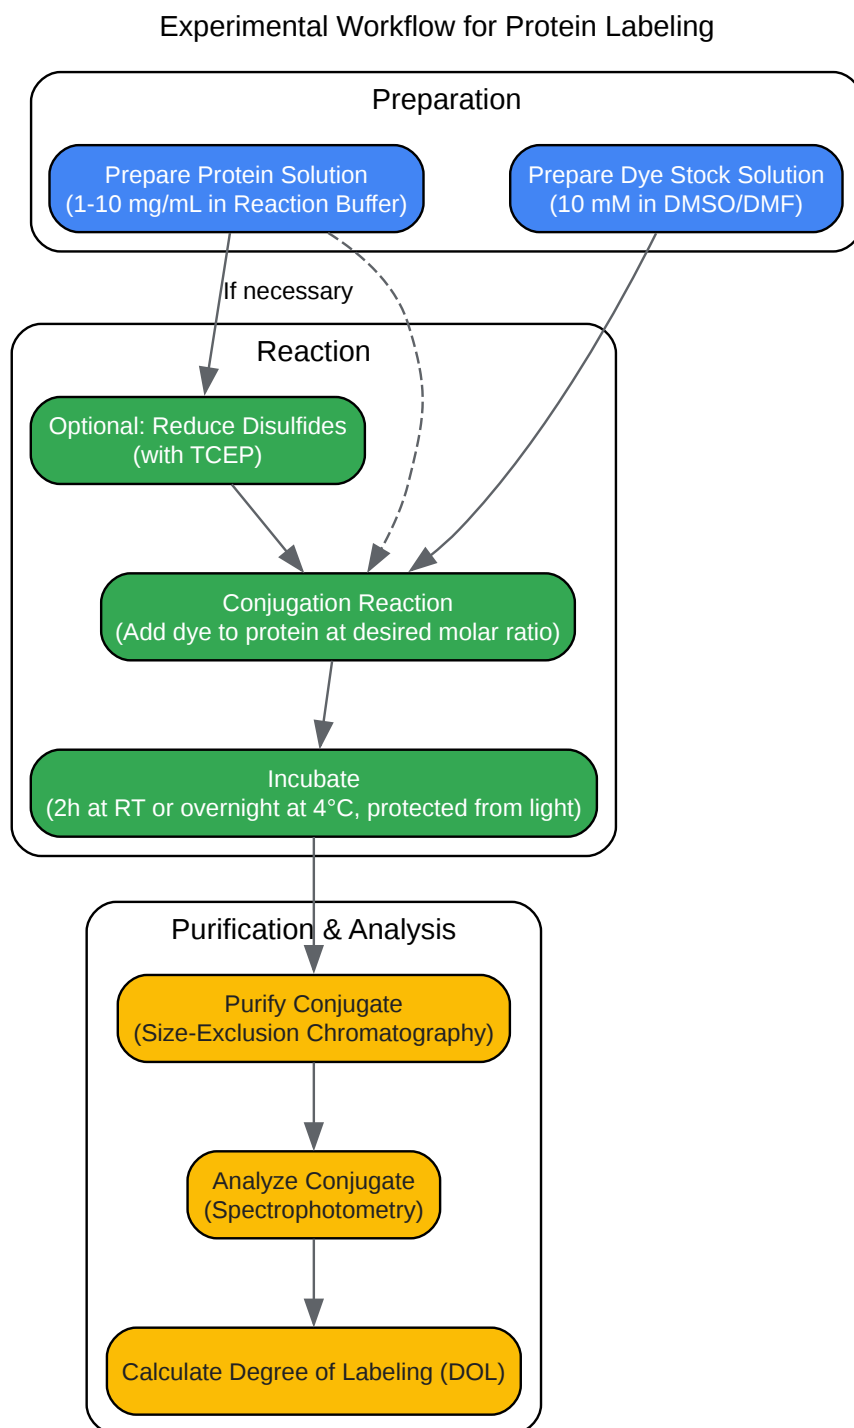 Experimental Workflow for Protein Labeling
Preparation
Prepare Protein Solution
(1-10 mg/mL in Reaction Buffer)
Prepare Dye Stock Solution
(10 mM in DMSO/DMF)
If necessary
Reaction
Optional: Reduce Disulfides
(with TCEP)
Conjugation Reaction
(Add dye to protein at desired molar ratio)
Incubate
(2h at RT or overnight at 4°C, protected from light)
Purification & Analysis
Purify Conjugate
(Size-Exclusion Chromatography)
Analyze Conjugate
(Spectrophotometry)
Calculate Degree of Labeling (DOL)